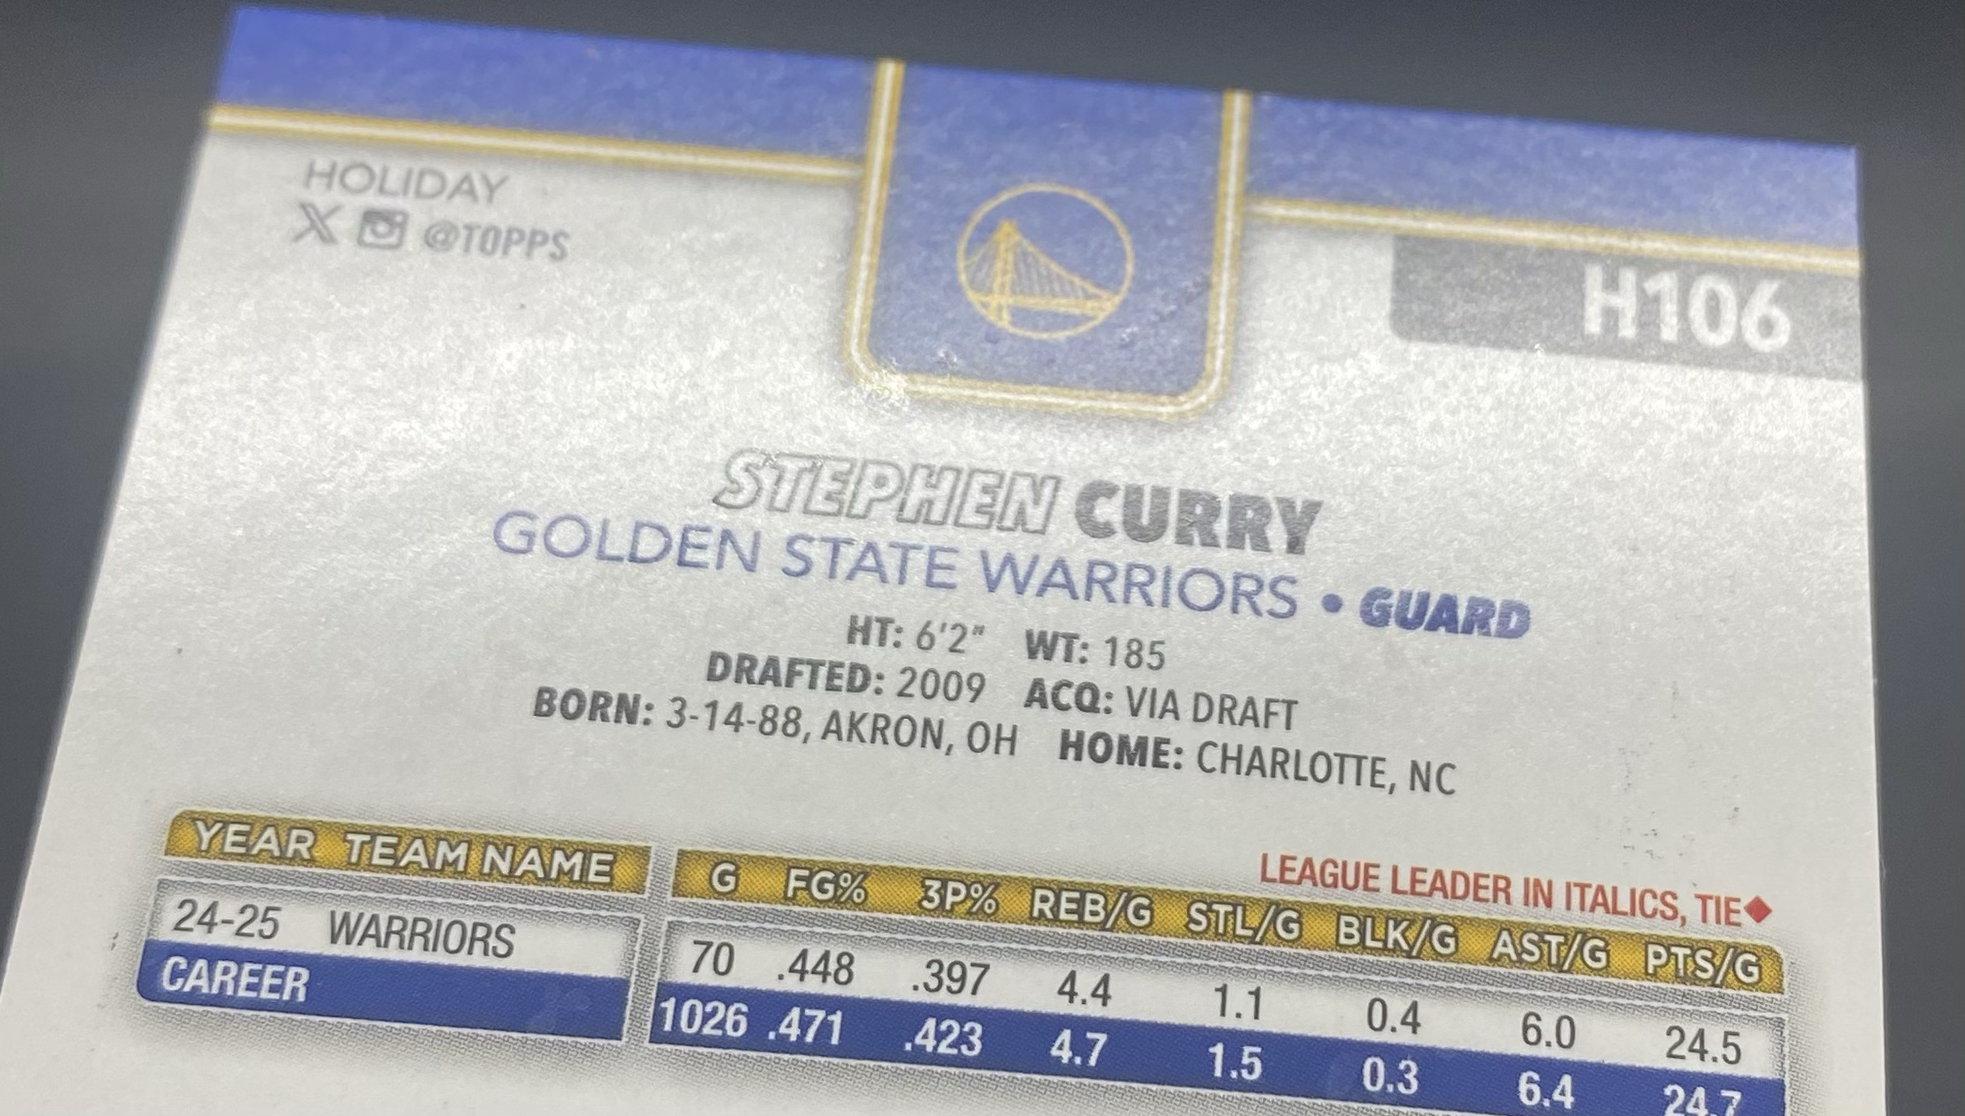 HOLIDAY
X @TOPPS
H106
STEPHEN CURRY
GOLDEN STATE WARRIORS • GUARD
HT: 6'2" WT: 185
DRAFTED: 2009 ACQ: VIA DRAFT
BORN: 3-14-88, AKRON, OH HOME: CHARLOTTE, NC
LEAGUE LEADER IN ITALICS, TIE◆
YEAR TEAM NAME G FG% 3P% REB/G STL/G BLK/G AST/G PTS/G
24-25 WARRIORS 70 .448 .397 4.4 1.1 0.4 6.0 24.5
CAREER 1026 .471 .423 4.7 1.5 0.3 6.4 24.7